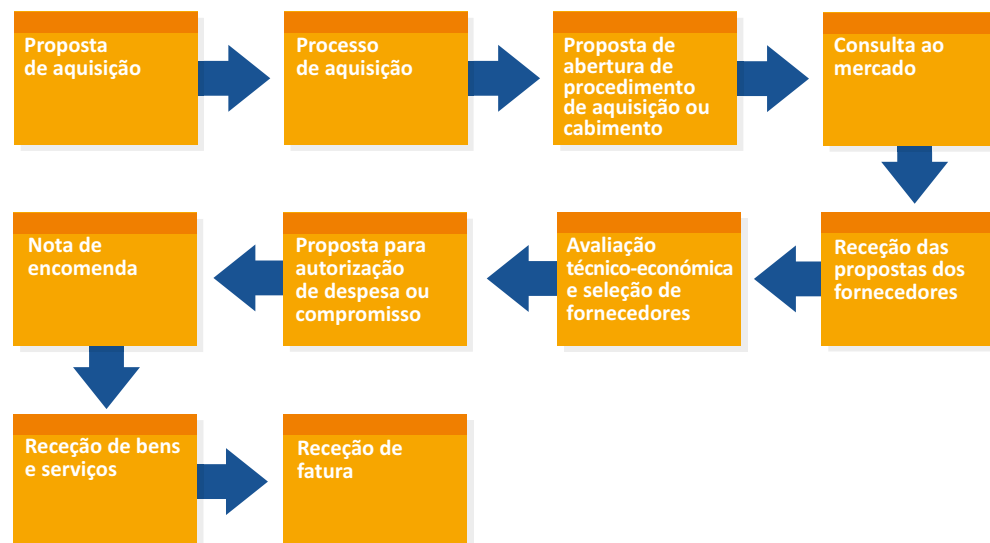 Proposta
de aquisição
Processo
de aquisição
Proposta de
abertura de
procedimento
de aquisição ou
cabimento
Consulta ao
mercado
Receção das
propostas dos
fornecedores
Avaliação
técnico-económica
e seleção de
fornecedores
Proposta para
autorização
de despesa ou
compromisso
Nota de
encomenda
Receção de bens
e serviços
Receção de
fatura